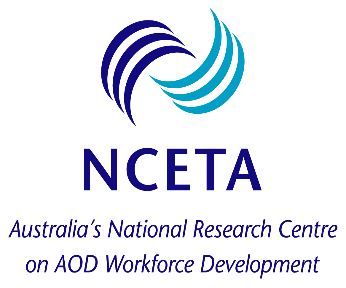 NCETA
Australia's National Research Centre
on AOD Workforce Development